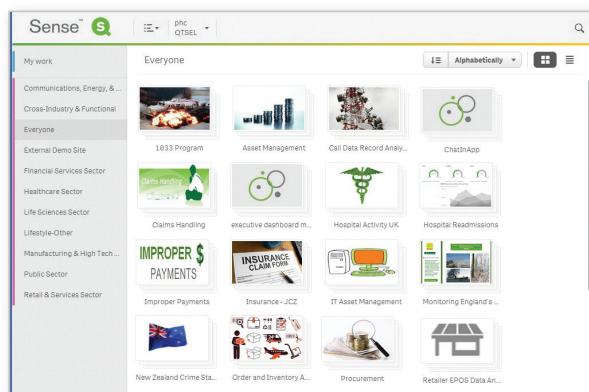 Sense™
phc
QTSEL
My work
Communications, Energy, &...
Cross-Industry & Functional
Everyone
External Demo Site
Financial Services Sector
Healthcare Sector
Life Sciences Sector
Lifestyle-Other
Manufacturing & High Tech...
Public Sector
Retail & Services Sector
Everyone
Alphabetically
1033 Program
Asset Management
Call Data Record Analy...
ChatInApp
Claims Handling
Claims Handling
executive dashboard m...
Hospital Activity UK
Hospital Readmissions
IMPROPER $
PAYMENTS
Improper Payments
INSURANCE
CLAIM FORM
Insurance - JCZ
IT Asset Management
Monitoring England's ...
New Zealand Crime Sta...
Order and Inventory A...
Procurement
Retailer EPOS Data An...